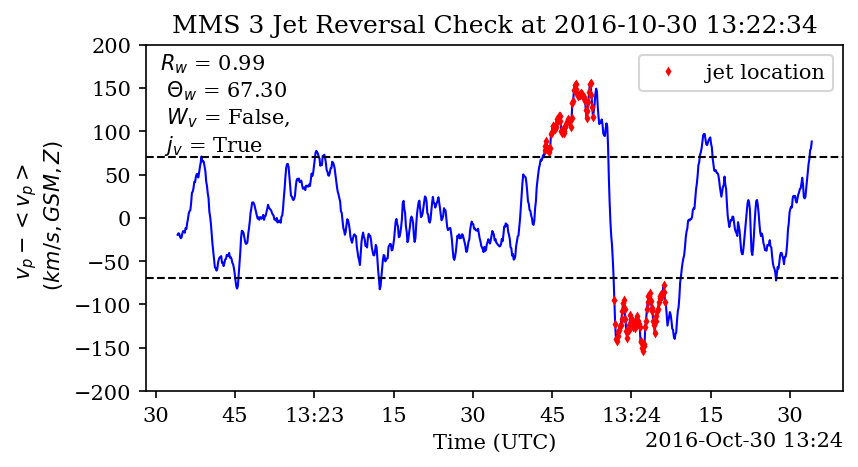 MMS 3 Jet Reversal Check at 2016-10-30 13:22:34
200
150
100
50
0
−50
−100
−150
−200
v_p − < v_p >
(km/s, GSM, Z)
R_w = 0.99
Θ_w = 67.30
W_v = False,
j_v = True
jet location
30 45 13:23 15 30 45 13:24 15 30
Time (UTC)
2016-Oct-30 13:24